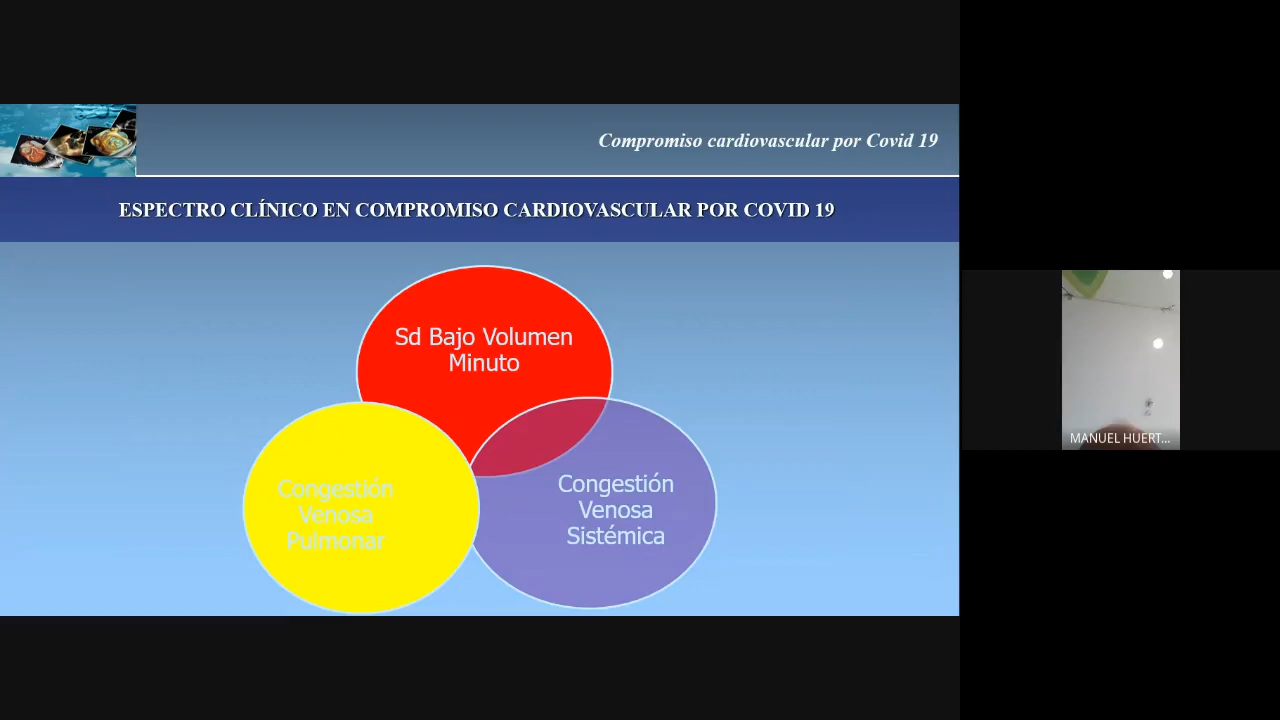 Compromiso cardiovascular por Covid 19
ESPECTRO CLÍNICO EN COMPROMISO CARDIOVASCULAR POR COVID 19
Sd Bajo Volumen
Minuto
Congestión
Venosa
Pulmonar
Congestión
Venosa
Sistémica
MANUEL HUERT...